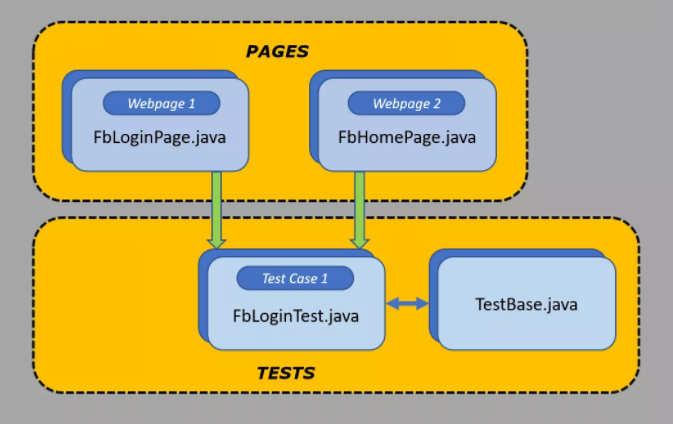 PAGES
Webpage 1
FbLoginPage.java
Webpage 2
FbHomePage.java
Test Case 1
FbLoginTest.java
TestBase.java
TESTS